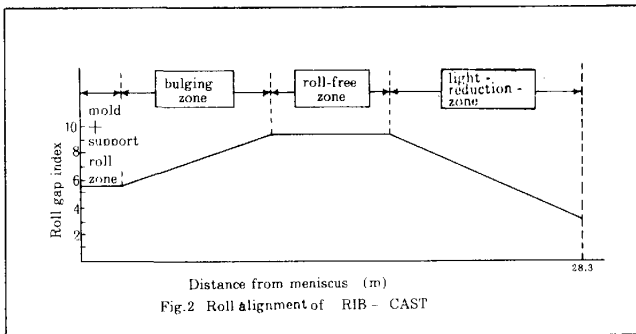 bulging
zone
roll-free
zone
light -
reduction -
zone
mold
+
support
roll
zone
10
8
6
4
2
Roll gap index
28.3
Distance from meniscus (m)
Fig.2 Roll alignment of RIB - CAST